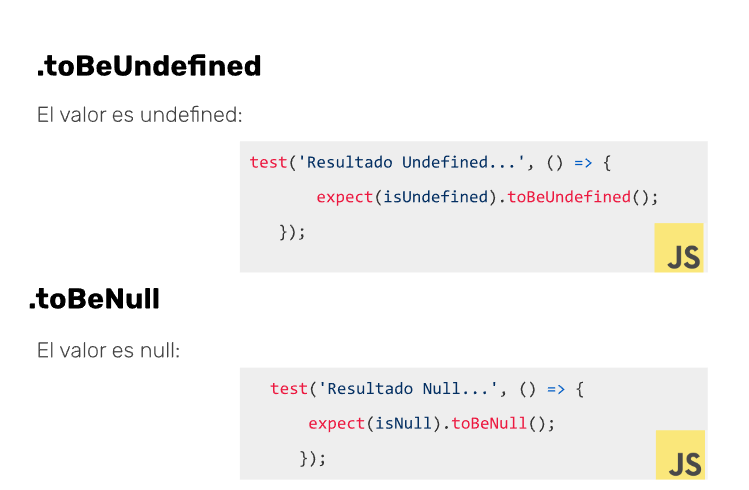 .toBeUndefined
El valor es undefined:
test('Resultado Undefined...', () => {
expect(isUndefined).toBeUndefined();
});
JS
.toBeNull
El valor es null:
test('Resultado Null...', () => {
expect(isNull).toBeNull();
});
JS